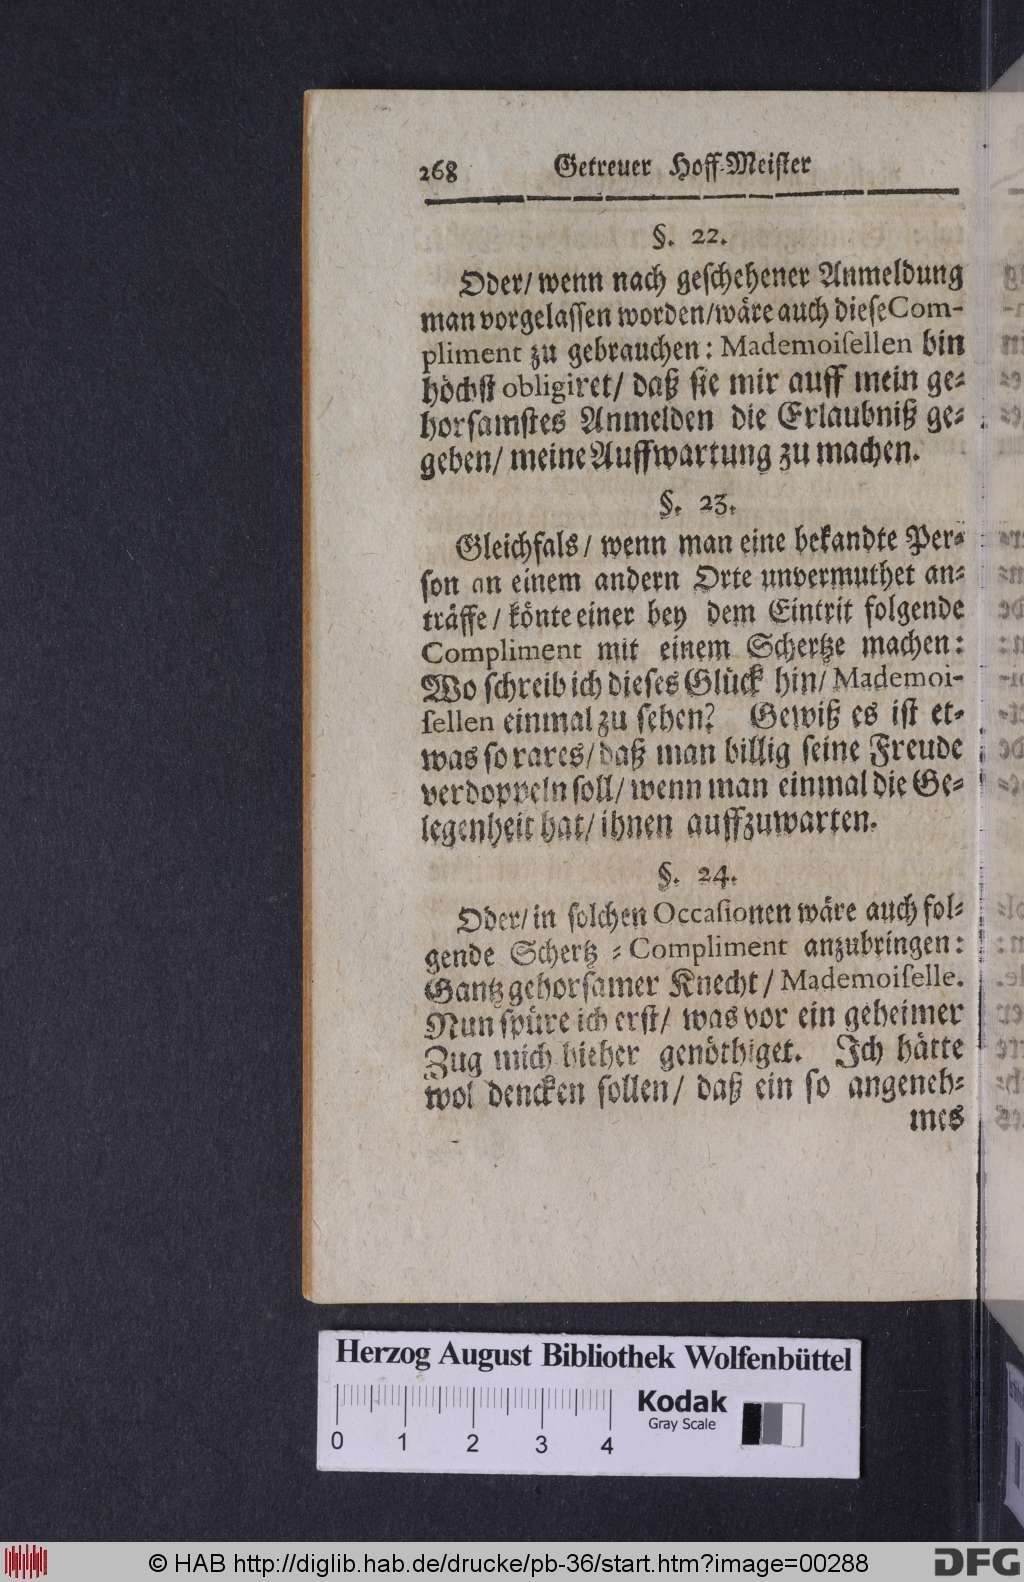 268 Getreuer Hoff-Meister
§. 22.
Oder/ wenn nach geschehener Anmeldung
man vorgelassen worden/wäre auch diese Com-
pliment zu gebrauchen: Mademoiſellen bin
höchſt obligiret/ daß ſie mir auff mein ge-
horſamſtes Anmelden die Erlaubniß ge-
geben/ meine Auffwartung zu machen.
§. 23.
Gleichfals/ wenn man eine bekandte Per-
ſon an einem andern Orte unvermuthet an-
träffe/ könte einer bey dem Eintrit folgende
Compliment mit einem Schertze machen:
Wo ſchreib ich dieſes Glück hin/ Mademoi-
ſellen einmal zu ſehen? Gewiß es iſt et-
was ſo rares/ daß man billig ſeine Freude
verdoppeln ſoll/ wenn man einmal die Ge-
legenheit hat/ ihnen auffzuwarten.
§. 24.
Oder/ in ſolchen Occaſionen wäre auch fol-
gende Schertz-Compliment anzubringen:
Gantz gehorſamer Knecht/ Mademoiſelle.
Nun ſpüre ich erſt/ was vor ein geheimer
Zug mich bieher genöthiget. Ich hätte
wol dencken ſollen/ daß ein ſo angeneh-
mes
Herzog August Bibliothek Wolfenbüttel
Kodak
Gray Scale
0 1 2 3 4
© HAB http://diglib.hab.de/drucke/pb-36/start.htm?image=00288
DFG